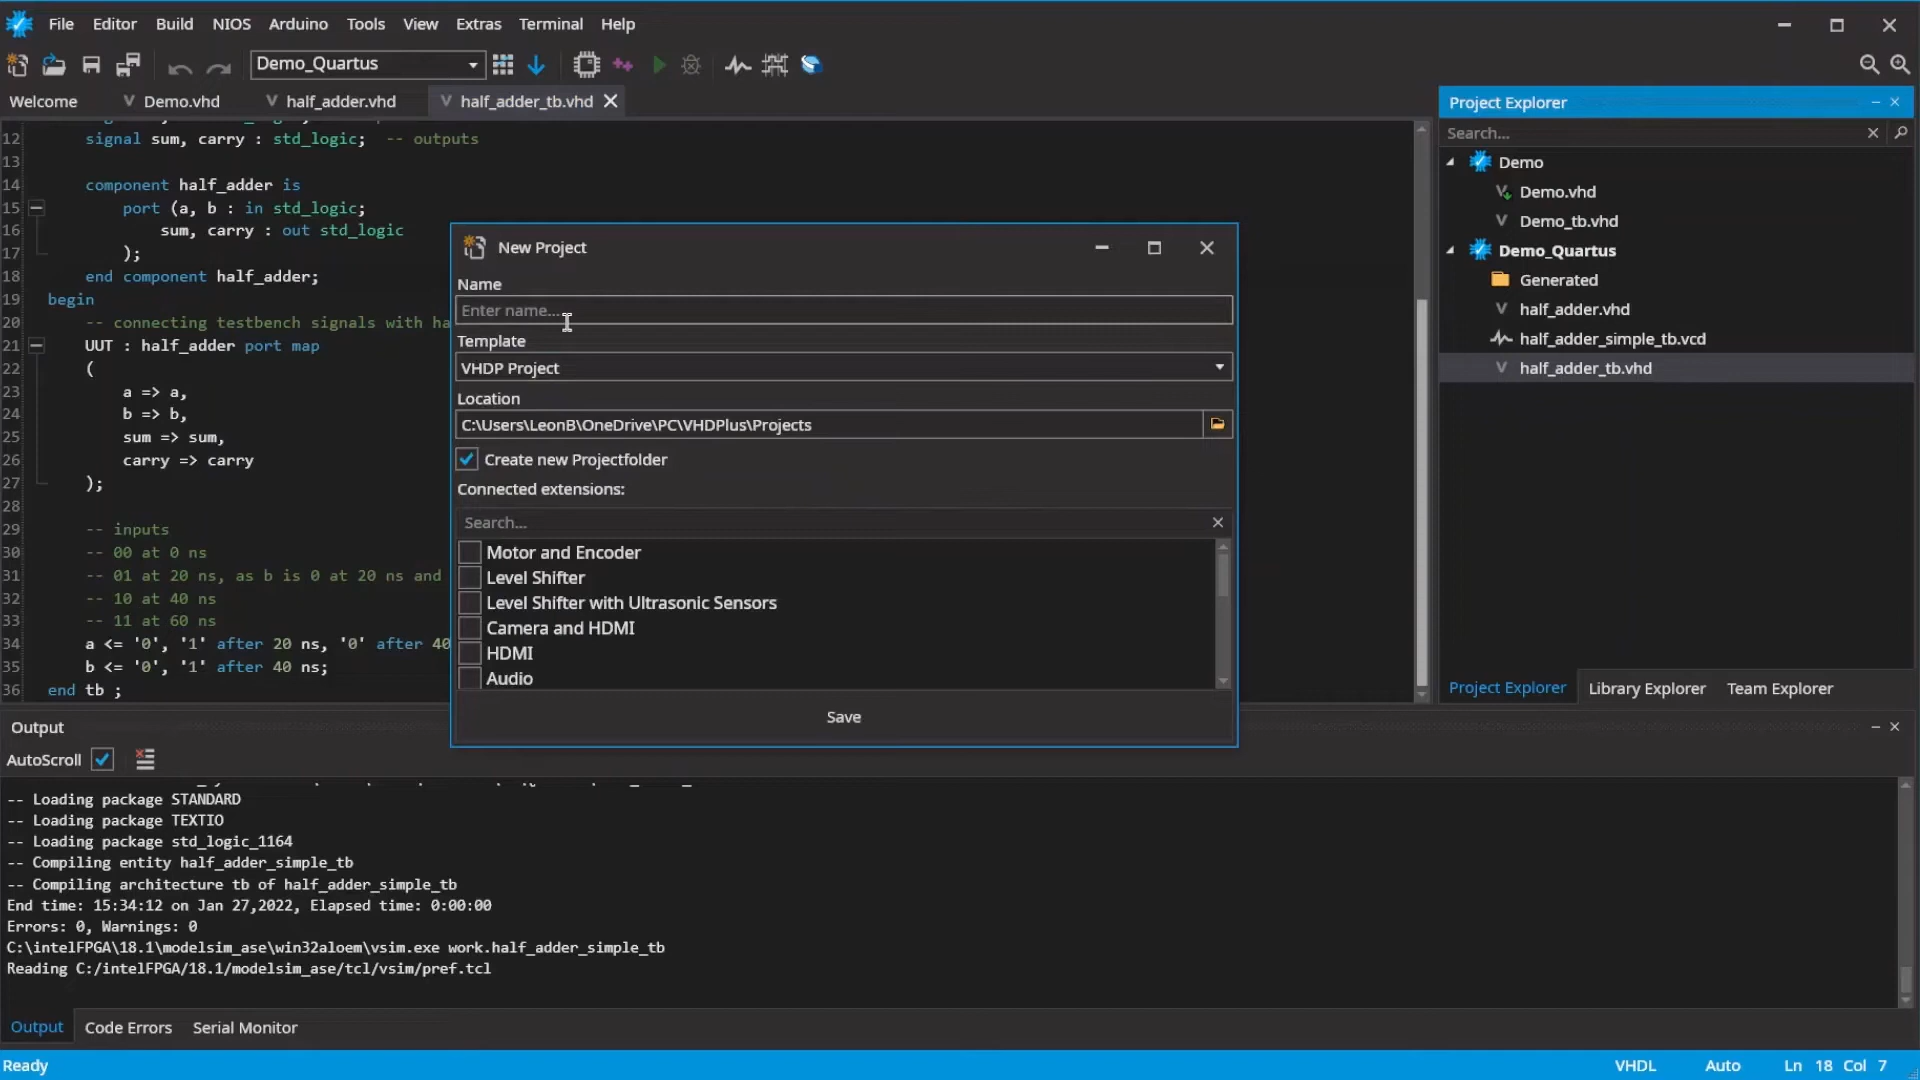 File Editor Build NIOS Arduino Tools View Extras Terminal Help
Demo_Quartus
Welcome Demo.vhd half_adder.vhd half_adder_tb.vhd
12 signal sum, carry : std_logic; -- outputs
13
14 component half_adder is
15 port (a, b : in std_logic;
16 sum, carry : out std_logic
17 );
18 end component half_adder;
19 begin
20 -- connecting testbench signals with ha
21 UUT : half_adder port map
22 (
23 a => a,
24 b => b,
25 sum => sum,
26 carry => carry
27 );
28
29 -- inputs
30 -- 00 at 0 ns
31 -- 01 at 20 ns, as b is 0 at 20 ns and
32 -- 10 at 40 ns
33 -- 11 at 60 ns
34 a <= '0', '1' after 20 ns, '0' after 40
35 b <= '0', '1' after 40 ns;
36 end tb ;
New Project
Name
Enter name...
Template
VHDP Project
Location
C:\Users\LeonB\OneDrive\PC\VHDPlus\Projects
Create new Projectfolder
Connected extensions:
Search...
Motor and Encoder
Level Shifter
Level Shifter with Ultrasonic Sensors
Camera and HDMI
HDMI
Audio
Save
Project Explorer
Search...
Demo
Demo.vhd
Demo_tb.vhd
Demo_Quartus
Generated
half_adder.vhd
half_adder_simple_tb.vcd
half_adder_tb.vhd
Project Explorer Library Explorer Team Explorer
Output
AutoScroll
-- Loading package STANDARD
-- Loading package TEXTIO
-- Loading package std_logic_1164
-- Compiling entity half_adder_simple_tb
-- Compiling architecture tb of half_adder_simple_tb
End time: 15:34:12 on Jan 27,2022, Elapsed time: 0:00:00
Errors: 0, Warnings: 0
C:\intelFPGA\18.1\modelsim_ase\win32aloem\vsim.exe work.half_adder_simple_tb
Reading C:/intelFPGA/18.1/modelsim_ase/tcl/vsim/pref.tcl
Output Code Errors Serial Monitor
Ready VHDL Auto Ln 18 Col 7